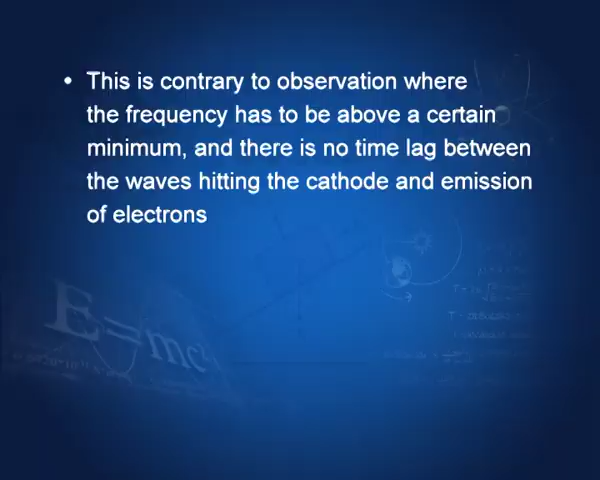 • This is contrary to observation where
the frequency has to be above a certain
minimum, and there is no time lag between
the waves hitting the cathode and emission
of electrons
E=mc²